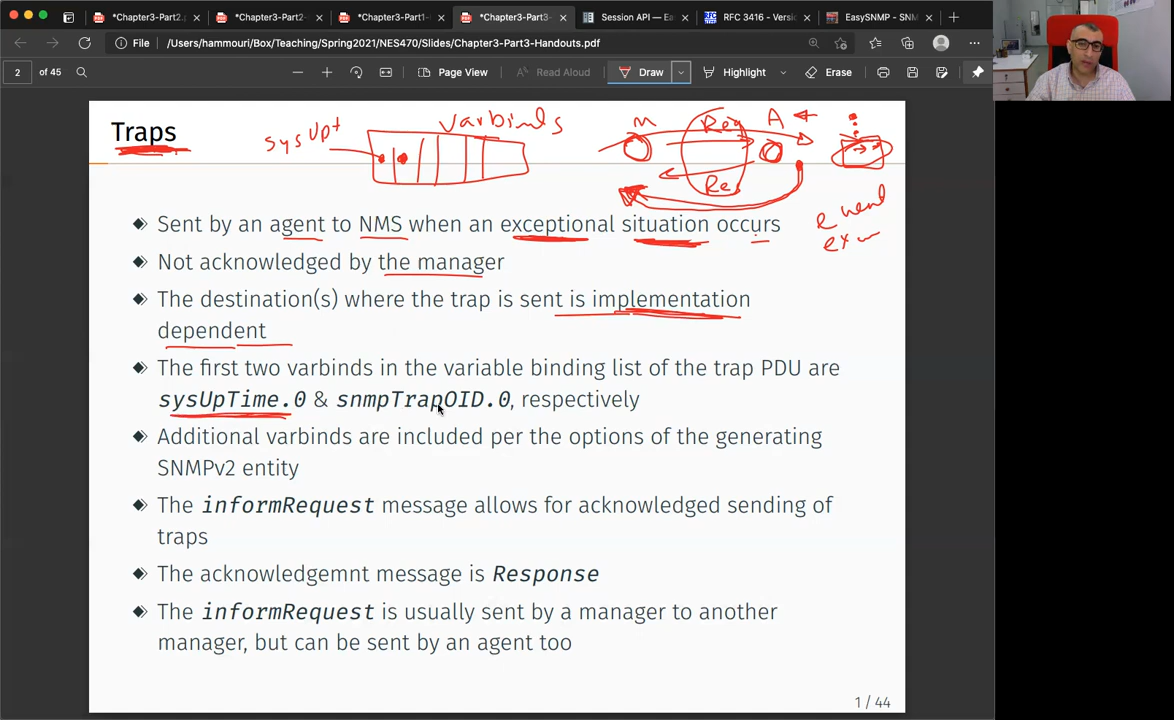 *Chapter3-Part2.
*Chapter3-Part2-
*Chapter3-Part1-
*Chapter3-Part3-
Session API — Ea
RFC 3416 - Versio
EasySNMP - SNM
File
/Users/hammouri/Box/Teaching/Spring2021/NES470/Slides/Chapter3-Part3-Handouts.pdf
2 of 45
Page View
Read Aloud
Draw
Highlight
Erase
Traps
sysUpt
varbinds
M
Req
A
Res
event
Sent by an agent to NMS when an exceptional situation occurs
Not acknowledged by the manager
The destination(s) where the trap is sent is implementation
dependent
The first two varbinds in the variable binding list of the trap PDU are
sysUpTime.0 & snmpTrapOID.0, respectively
Additional varbinds are included per the options of the generating
SNMPv2 entity
The informRequest message allows for acknowledged sending of
traps
The acknowledgemnt message is Response
The informRequest is usually sent by a manager to another
manager, but can be sent by an agent too
1 / 44